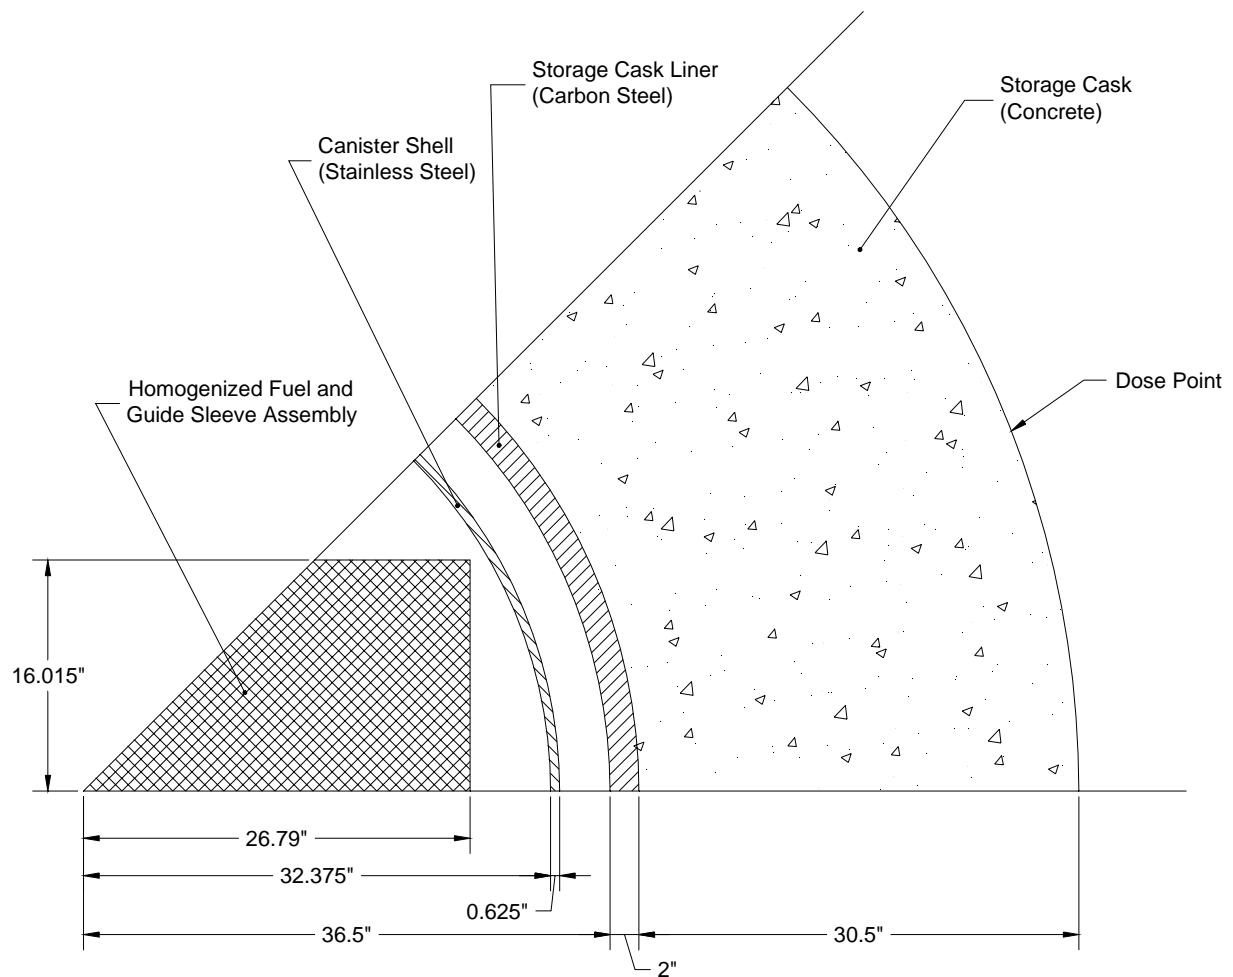 Storage Cask Liner
(Carbon Steel)
Storage Cask
(Concrete)
Canister Shell
(Stainless Steel)
Dose Point
Homogenized Fuel and
Guide Sleeve Assembly
16.015"
26.79"
32.375"
0.625"
36.5"
30.5"
2"